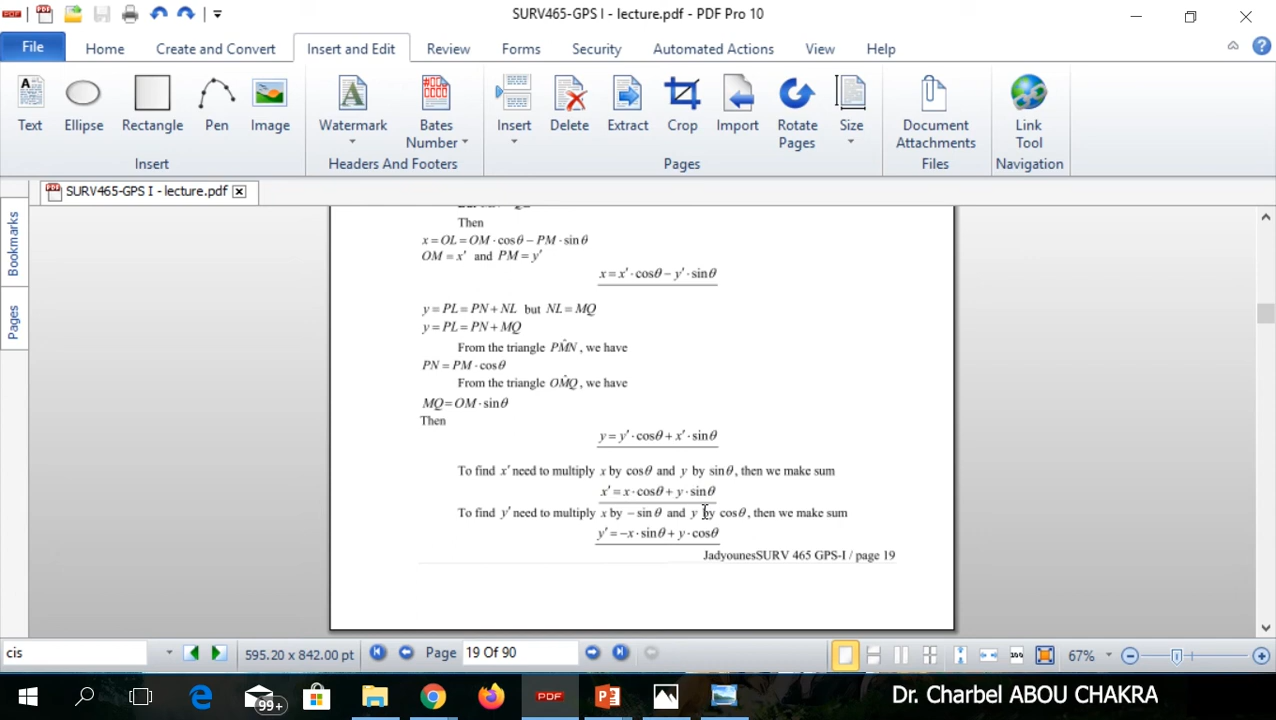 SURV465-GPS I - lecture.pdf - PDF Pro 10
File Home Create and Convert Insert and Edit Review Forms Security Automated Actions View Help
Text Ellipse Rectangle Pen Image Watermark Bates Number Insert Delete Extract Crop Import Rotate Pages Size Document Attachments Link Tool
Insert Headers And Footers Pages Files Navigation
SURV465-GPS I - lecture.pdf
Bookmarks
Pages
Then
x = OL = OM · cosθ − PM · sinθ
OM = x′ and PM = y′
x = x′ · cosθ − y′ · sinθ
y = PL = PN + NL but NL = MQ
y = PL = PN + MQ
From the triangle PM̂N , we have
PN = PM · cosθ
From the triangle OM̂Q , we have
MQ = OM · sinθ
Then
y = y′ · cosθ + x′ · sinθ
To find x′ need to multiply x by cosθ and y by sinθ, then we make sum
x′ = x · cosθ + y · sinθ
To find y′ need to multiply x by − sinθ and y by cosθ, then we make sum
y′ = −x · sinθ + y · cosθ
JadyounesSURV 465 GPS-I / page 19
cis 595.20 x 842.00 pt Page 19 Of 90 67%
99+ PDF Dr. Charbel ABOU CHAKRA